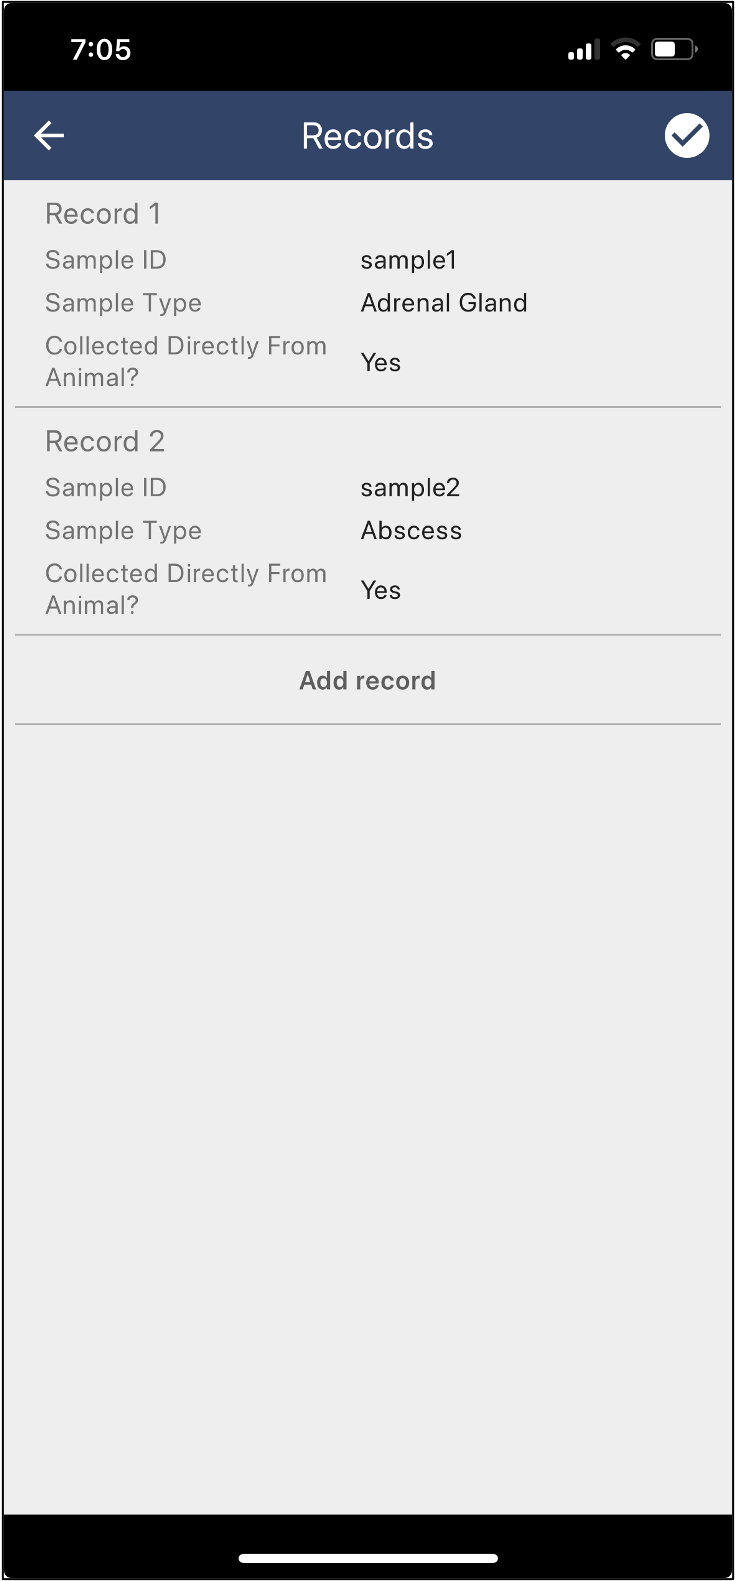 7:05
Records
Record 1
Sample ID sample1
Sample Type Adrenal Gland
Collected Directly From
Animal? Yes
Record 2
Sample ID sample2
Sample Type Abscess
Collected Directly From
Animal? Yes
Add record